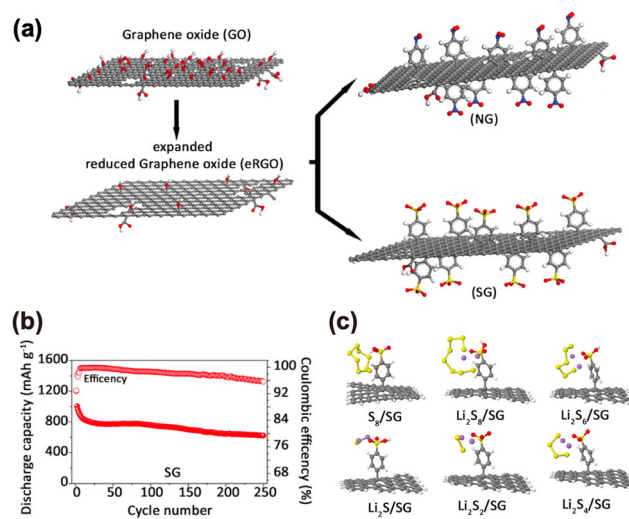 (a)
Graphene oxide (GO)
expanded
reduced Graphene oxide (eRGO)
(NG)
(SG)
(b)
1600
1200
800
400
0
Discharge capacity (mAh g⁻¹)
Efficency
SG
100
92
84
76
68
Coulombic efficency (%)
0 50 100 150 200 250
Cycle number
(c)
S₈/SG Li₂S₈/SG Li₂S₆/SG
Li₂S/SG Li₂S₂/SG Li₂S₄/SG